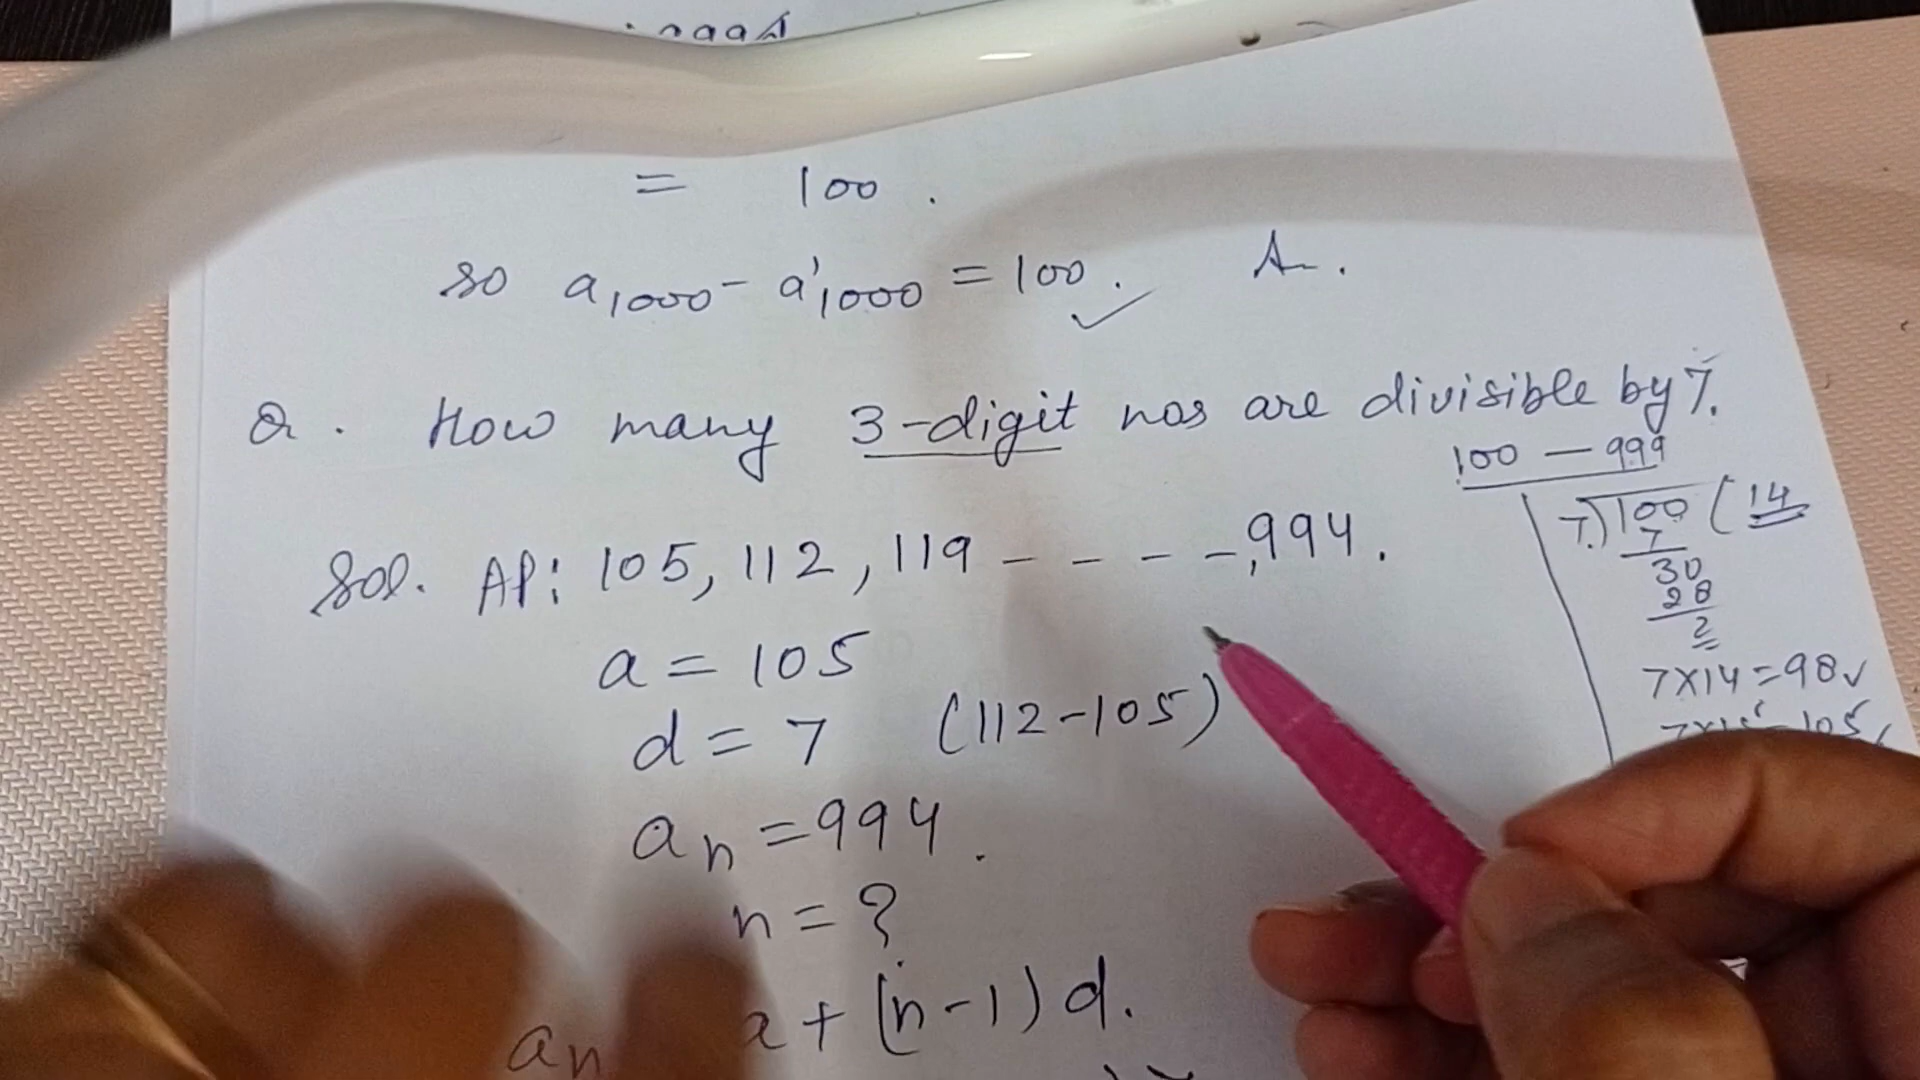 = 100.
so a1000 - a'1000 = 100. ✓ A.
Q. How many 3-digit nos are divisible by 7.
100 — 999
Sol. AP: 105, 112, 119 - - - -, 994.
a = 105
d = 7 (112-105)
an = 994.
n = ?
an a + (n-1) d.
7) 100 ( 14
7
30
28
2
7×14=98 ✓
105